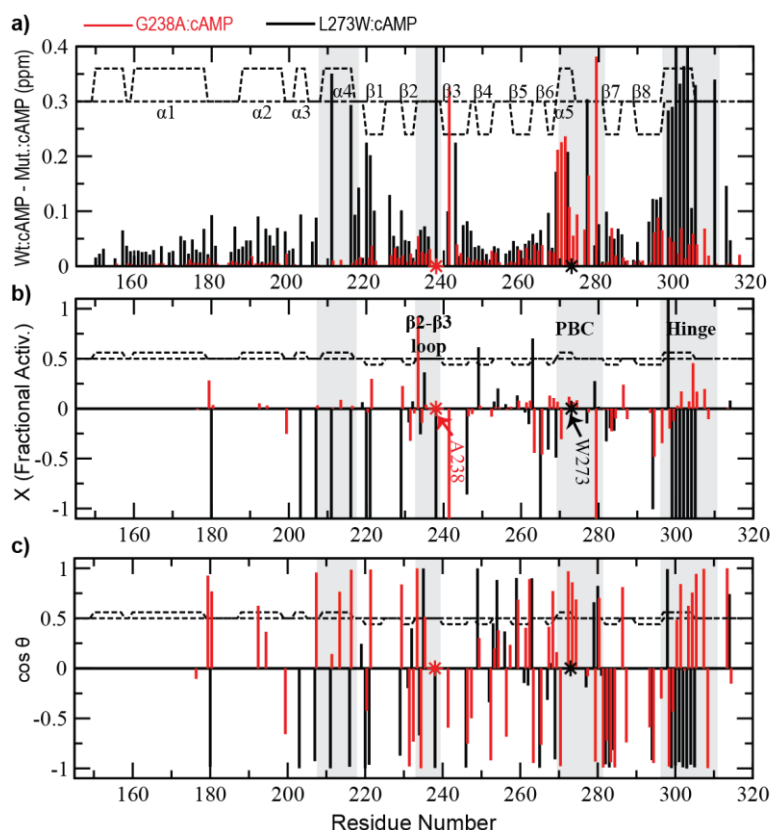 G238A:cAMP L273W:cAMP
a)
Wt:cAMP - Mut.:cAMP (ppm)
0.4
0.3
0.2
0.1
0
α1 α2 α3 α4 β1 β2 β3 β4 β5 β6 α5 β7 β8
160 180 200 220 240 260 280 300 320
b)
X (Fractional Activ.)
1
0.5
0
-0.5
-1
β2-β3
loop
PBC
Hinge
A238
W273
160 180 200 220 240 260 280 300 320
c)
cos θ
1
0.5
0
-0.5
-1
160 180 200 220 240 260 280 300 320
Residue Number